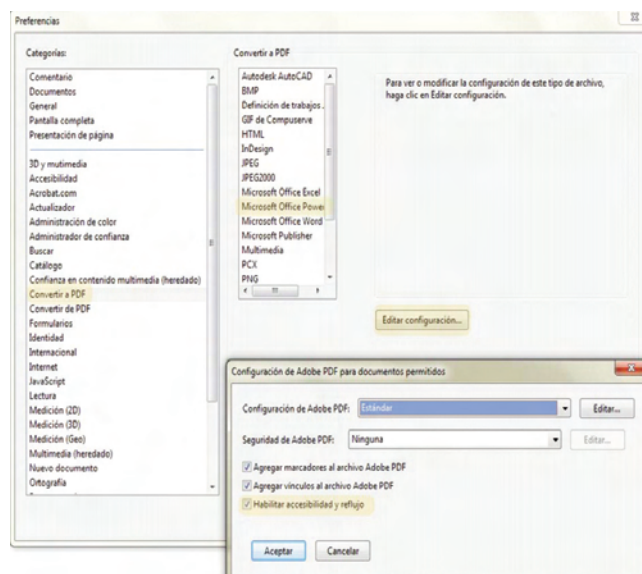 Preferencias
Categorías:
Comentario
Documentos
General
Pantalla completa
Presentación de página
3D y mutimedia
Accesibilidad
Acrobat.com
Actualizador
Administración de color
Administrador de confianza
Buscar
Catálogo
Confianza en contenido multimedia (heredado)
Convertir a PDF
Convertir de PDF
Formularios
Identidad
Internacional
Internet
JavaScript
Lectura
Medición (2D)
Medición (3D)
Medición (Geo)
Multimedia (heredado)
Nuevo documento
Ortografía
Convertir a PDF
Autodesk AutoCAD
BMP
Definición de trabajos.
GIF de Compuserve
HTML
InDesign
JPEG
JPEG2000
Microsoft Office Excel
Microsoft Office Power
Microsoft Office Word
Microsoft Publisher
Multimedia
PCX
PNG
Para ver o modificar la configuración de este tipo de archivo,
haga clic en Editar configuración.
Editar configuración...
Configuración de Adobe PDF para documentos permitidos
Configuración de Adobe PDF: Estándar Editar...
Seguridad de Adobe PDF: Ninguna Editar...
Agregar marcadores al archivo Adobe PDF
Agregar vínculos al archivo Adobe PDF
Habilitar accesibilidad y reflujo
Aceptar Cancelar